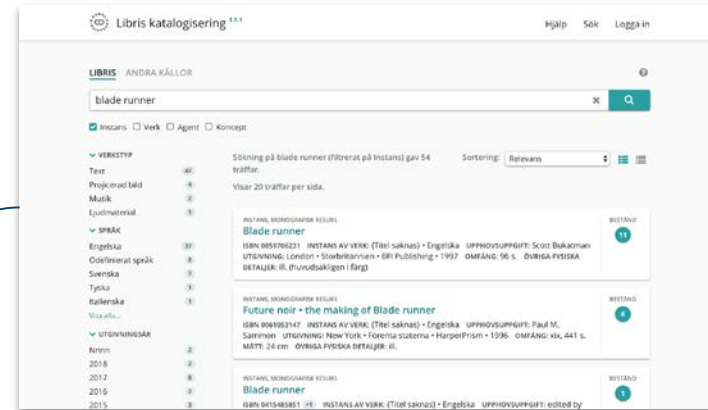 Libris katalogisering 1.3.1
Hjälp Sök Logga in
LIBRIS ANDRA KÄLLOR
blade runner
Instans Verk Agent Koncept
VERKSTYP
Text 47
Projicerad bild 4
Musik 2
Ljudmaterial 1
SPRÅK
Engelska 37
Odefinierat språk 8
Svenska 7
Tyska 1
Italienska 1
Visa alla...
UTGIVNINGSÅR
Nnnn 2
2018 2
2017 8
2016 2
2015 3
Sökning på blade runner (filtrerat på Instans) gav 54
träffar.
Sortering: Relevans
Visar 20 träffar per sida.
INSTANS, MONOGRAFISK RESURS
BESTÅND
Blade runner
11
ISBN 0851706231 INSTANS AV VERK: {Titel saknas} • Engelska UPPHOVSUPPGIFT: Scott Bukatman
UTGIVNING: London • Storbritannien • BFI Publishing • 1997 OMFÅNG: 96 s. ÖVRIGA FYSISKA
DETALJER: ill. (huvudsakligen i färg)
INSTANS, MONOGRAFISK RESURS
BESTÅND
Future noir • the making of Blade runner
6
ISBN 0061053147 INSTANS AV VERK: {Titel saknas} • Engelska UPPHOVSUPPGIFT: Paul M.
Sammon UTGIVNING: New York • Förenta staterna • HarperPrism • 1996 OMFÅNG: xix, 441 s.
MÅTT: 24 cm ÖVRIGA FYSISKA DETALJER: ill.
INSTANS, MONOGRAFISK RESURS
BESTÅND
Blade runner
1
ISBN 0415485851 +1 INSTANS AV VERK: {Titel saknas} • Engelska UPPHOVSUPPGIFT: edited by